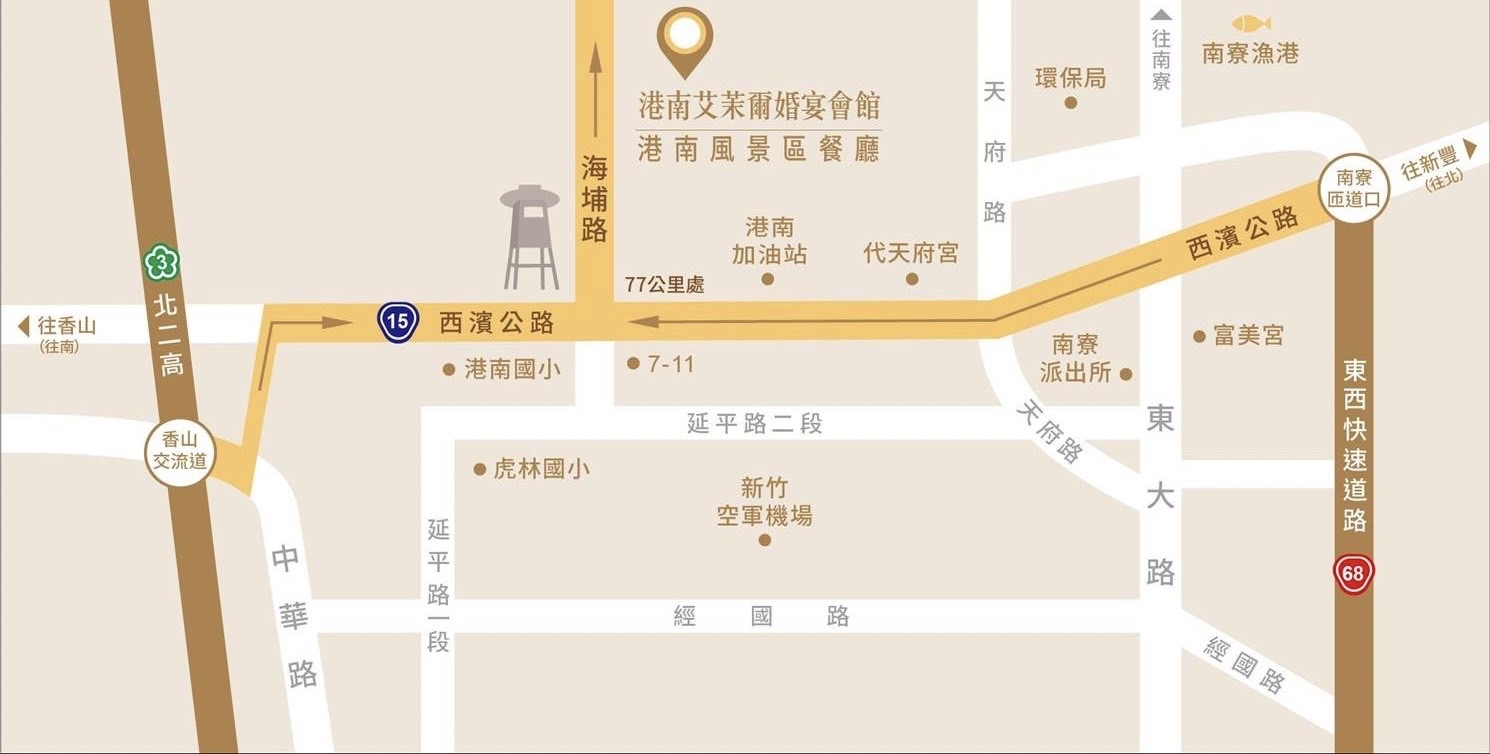 往南寮
南寮漁港
環保局
港南艾茉爾婚宴會館
港南風景區餐廳
天府路
海埔路
往新豐
(往北)
南寮
匝道口
西濱公路
港南
加油站
代天府宮
77公里處
3
北二高
往香山
(往南)
15
西濱公路
港南國小
7-11
南寮
派出所
富美宮
東西快速道路
68
天府路
延平路二段
東大路
香山
交流道
虎林國小
新竹
空軍機場
延平路一段
中華路
經國路
經國路